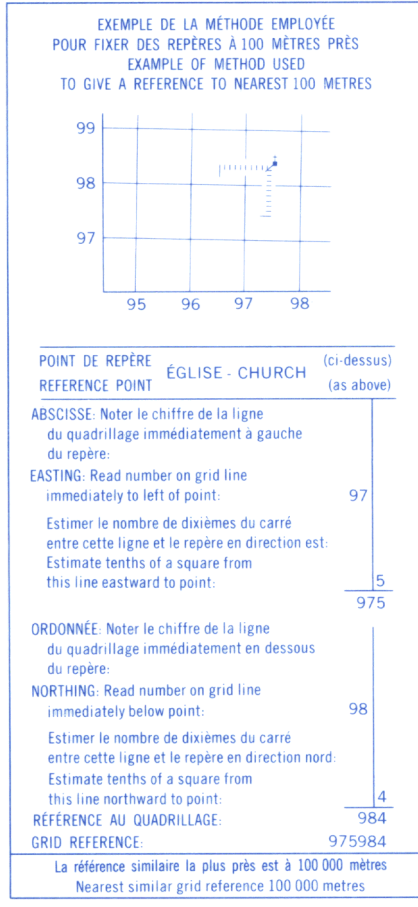 EXEMPLE DE LA MÉTHODE EMPLOYÉE
POUR FIXER DES REPÈRES À 100 MÈTRES PRÈS
EXAMPLE OF METHOD USED
TO GIVE A REFERENCE TO NEAREST 100 METRES
99
98
97
95 96 97 98
POINT DE REPÈRE
REFERENCE POINT
ÉGLISE - CHURCH
(ci-dessus)
(as above)
ABSCISSE: Noter le chiffre de la ligne
du quadrillage immédiatement à gauche
du repère:
EASTING: Read number on grid line
immediately to left of point: 97
Estimer le nombre de dixièmes du carré
entre cette ligne et le repère en direction est:
Estimate tenths of a square from
this line eastward to point: 5
975
ORDONNÉE: Noter le chiffre de la ligne
du quadrillage immédiatement en dessous
du repère:
NORTHING: Read number on grid line
immediately below point: 98
Estimer le nombre de dixièmes du carré
entre cette ligne et le repère en direction nord:
Estimate tenths of a square from
this line northward to point: 4
RÉFÉRENCE AU QUADRILLAGE: 984
GRID REFERENCE: 975984
La référence similaire la plus près est à 100 000 mètres
Nearest similar grid reference 100 000 metres